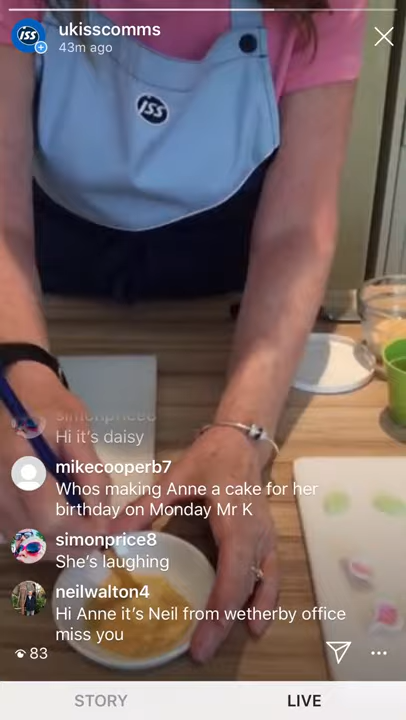 ISS
ukisscomms
43m ago
ISS
simonprice8
Hi it's daisy
mikecooperb7
Whos making Anne a cake for her
birthday on Monday Mr K
simonprice8
She's laughing
neilwalton4
Hi Anne it's Neil from wetherby office
miss you
83
STORY
LIVE